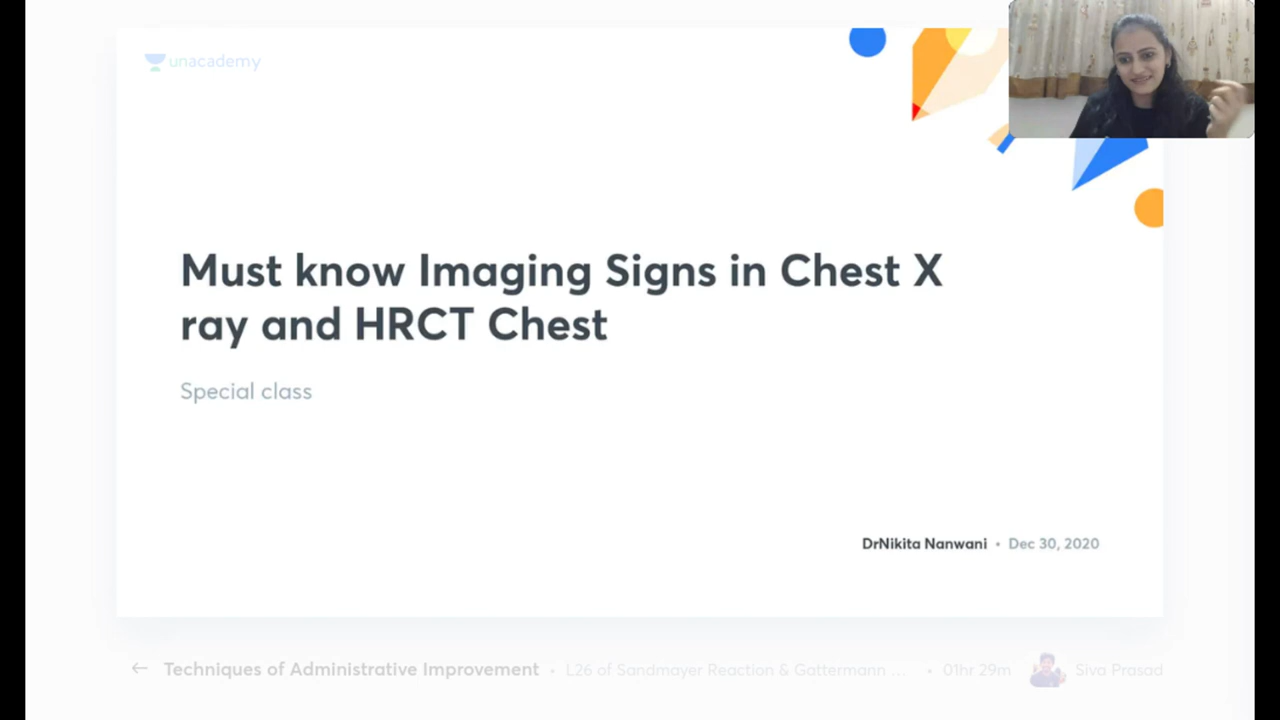 unacademy
Must know Imaging Signs in Chest X
ray and HRCT Chest
Special class
DrNikita Nanwani • Dec 30, 2020
← Techniques of Administrative Improvement • L26 of Sandmayer Reaction & Gattermann ... • 01hr 29m Siva Prasad